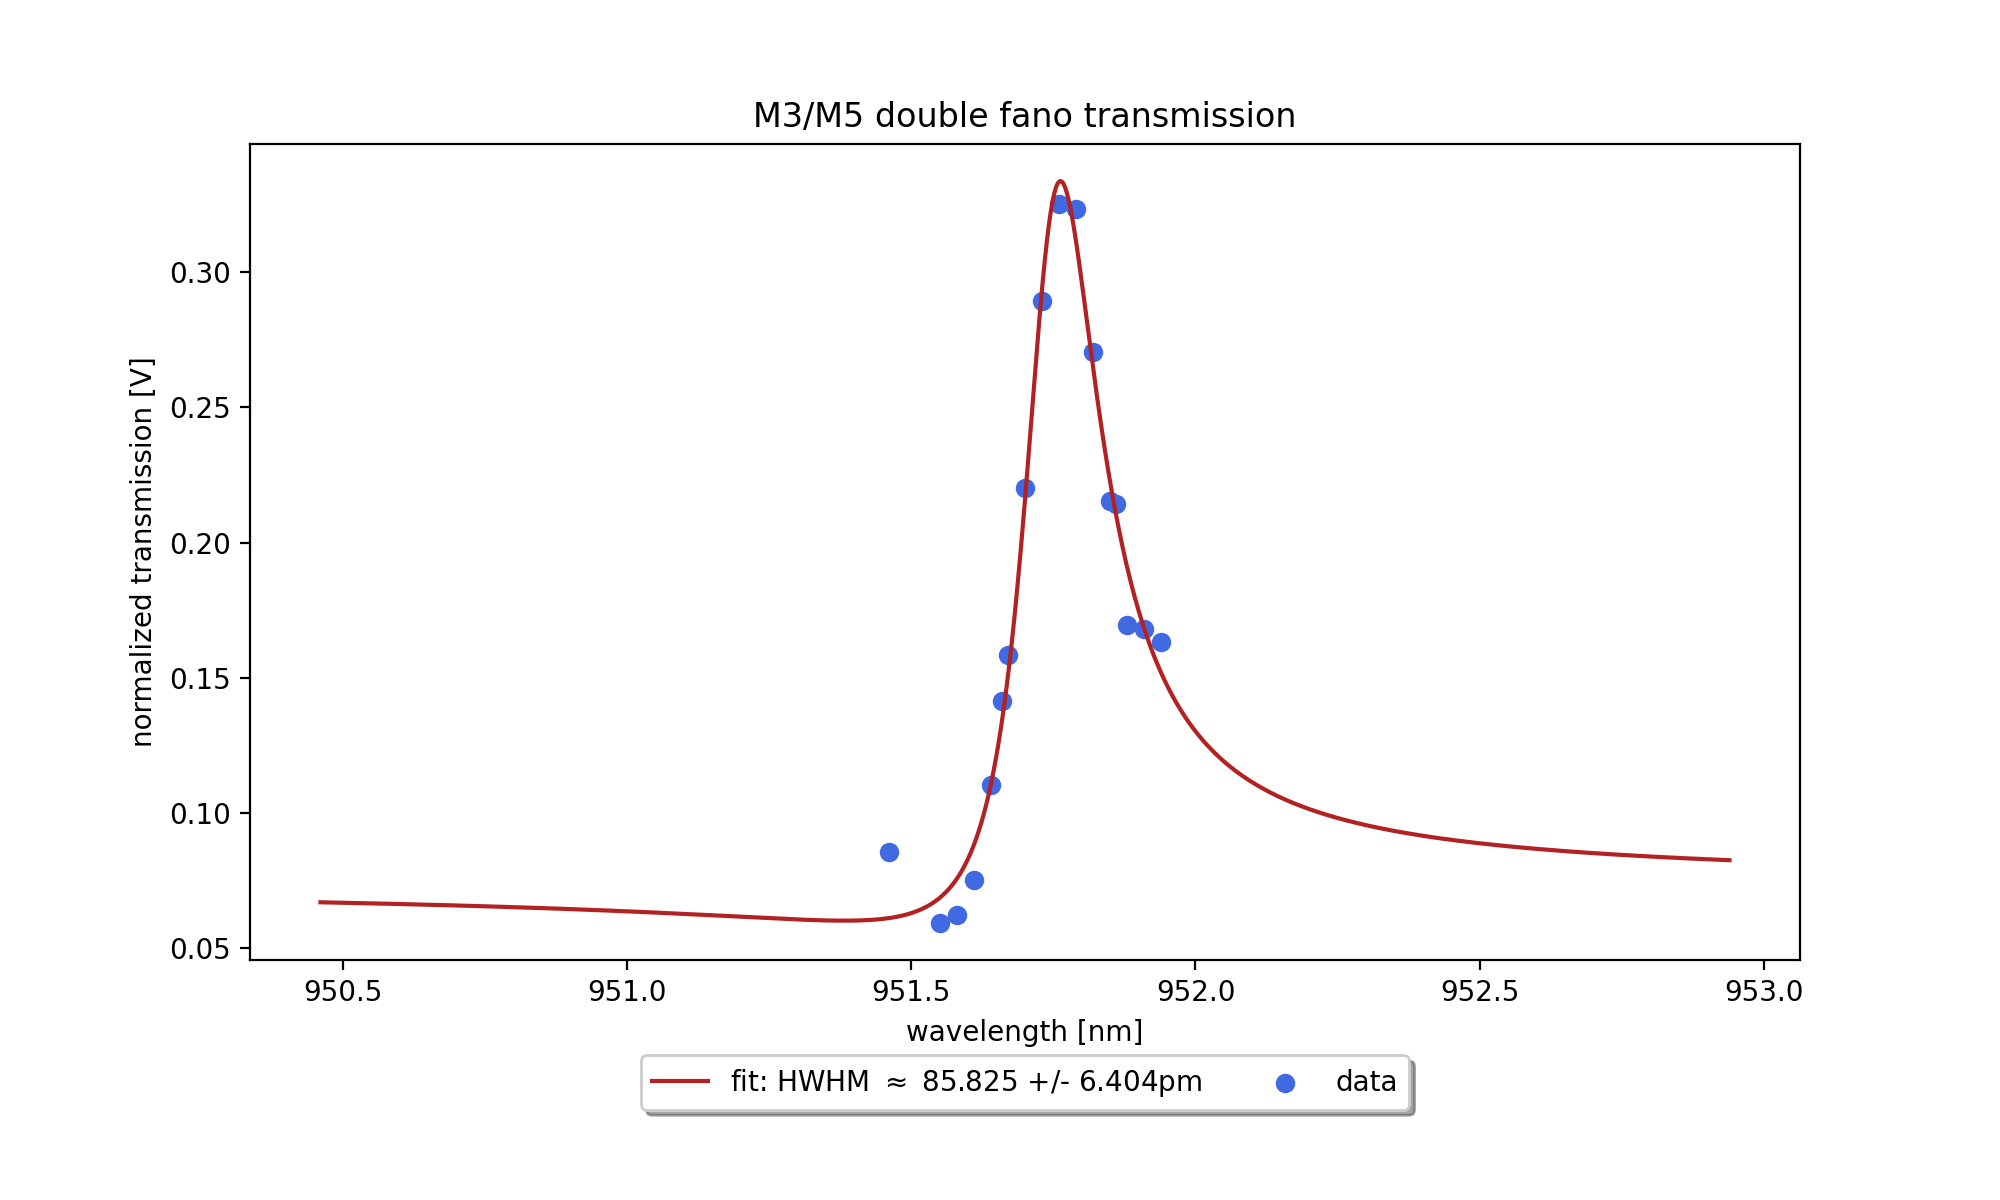 M3/M5 double fano transmission
normalized transmission [V]
0.30
0.25
0.20
0.15
0.10
0.05
950.5 951.0 951.5 952.0 952.5 953.0
wavelength [nm]
fit: HWHM ≈ 85.825 +/- 6.404pm data